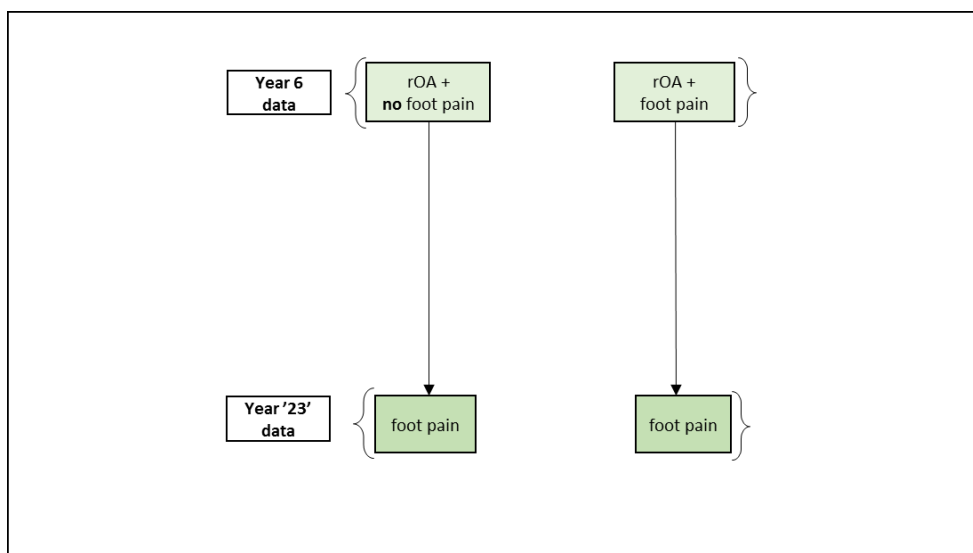 Year 6
data
rOA +
no foot pain
rOA +
foot pain
Year ’23’
data
foot pain
foot pain